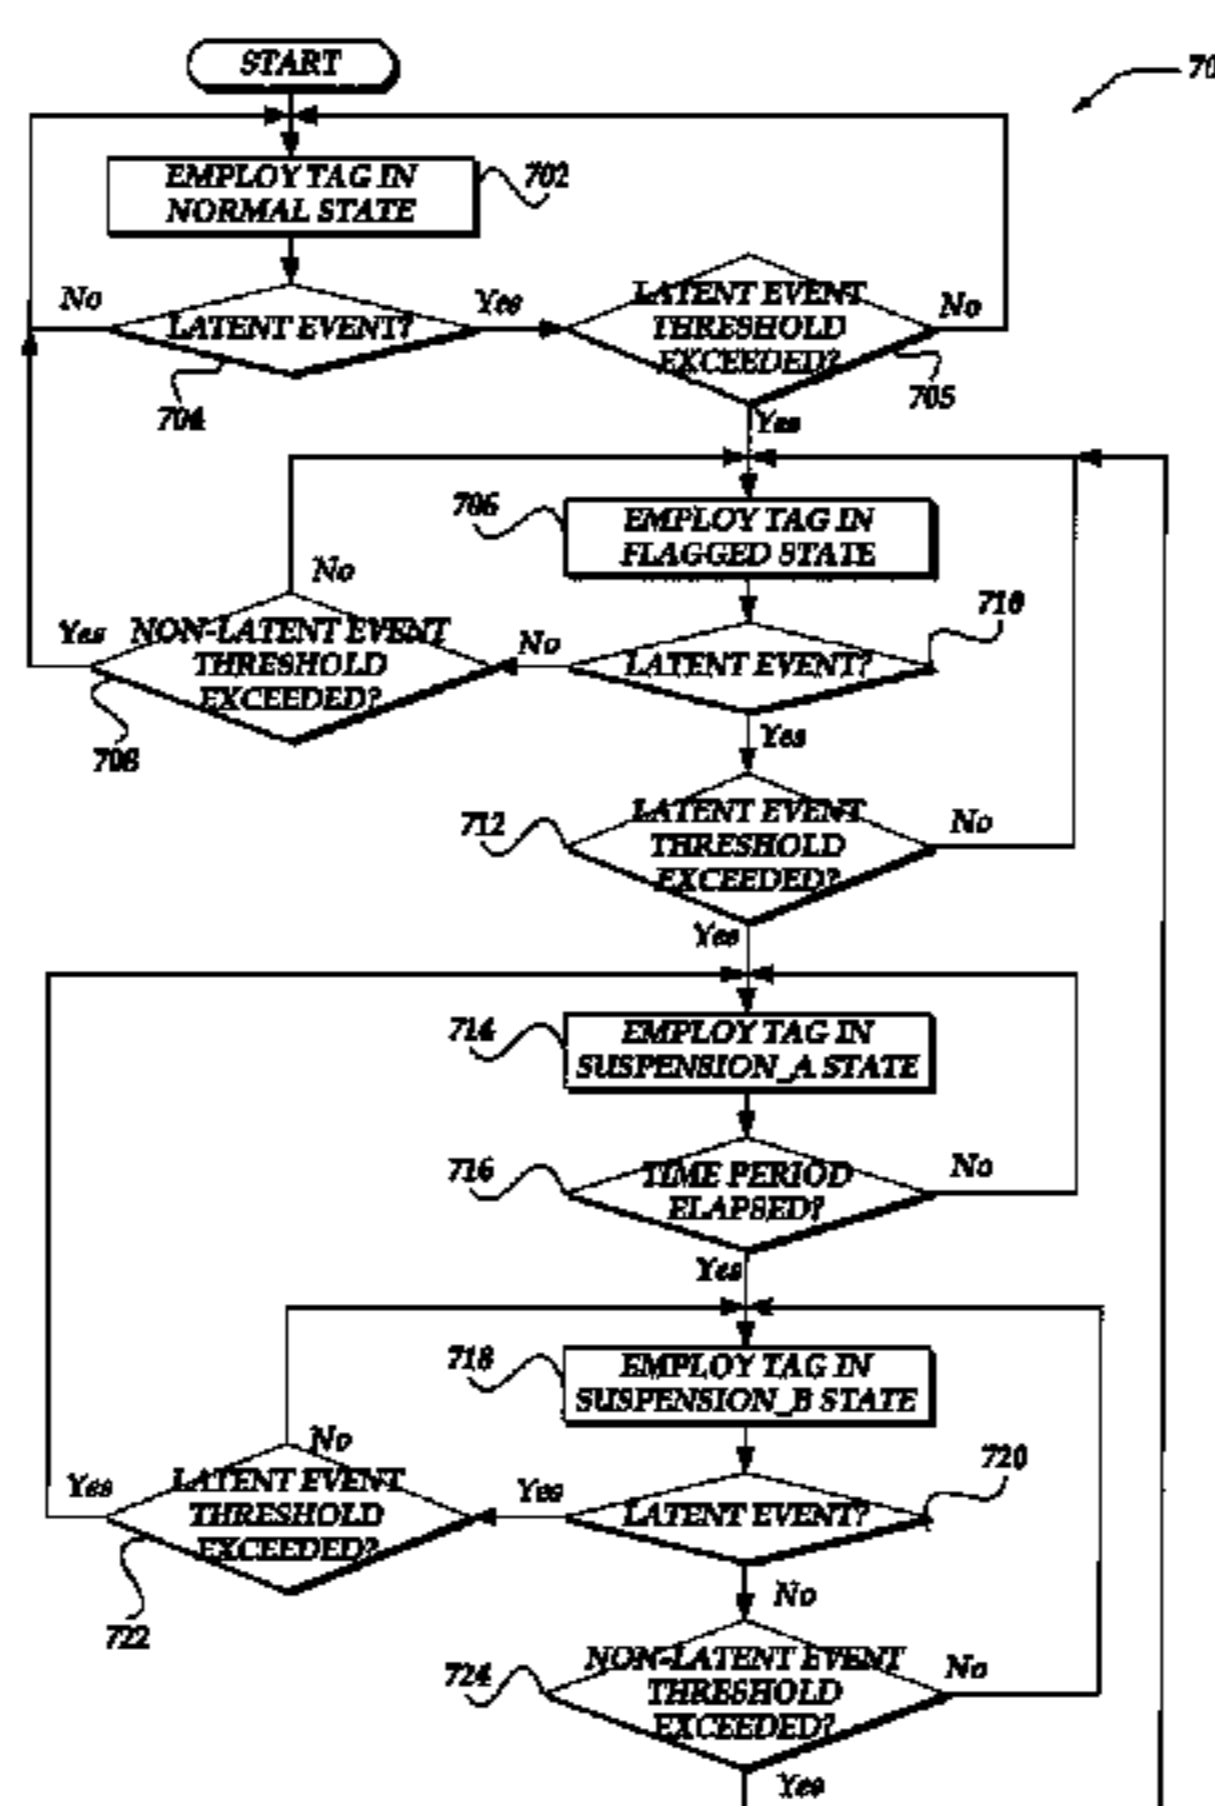 START
70
EMPLOY TAG IN
NORMAL STATE
702
No
LATENT EVENT?
Yes
704
LATENT EVENT
THRESHOLD
EXCEEDED?
No
705
Yes
706
EMPLOY TAG IN
FLAGGED STATE
No
710
Yes
NON-LATENT EVENT
THRESHOLD
EXCEEDED?
No
LATENT EVENT?
708
Yes
712
LATENT EVENT
THRESHOLD
EXCEEDED?
No
Yes
714
EMPLOY TAG IN
SUSPENSION_A STATE
716
TIME PERIOD
ELAPSED?
No
Yes
718
EMPLOY TAG IN
SUSPENSION_B STATE
No
720
Yes
LATENT EVENT
THRESHOLD
EXCEEDED?
Yes
LATENT EVENT?
722
No
724
NON-LATENT EVENT
THRESHOLD
EXCEEDED?
No
Yes